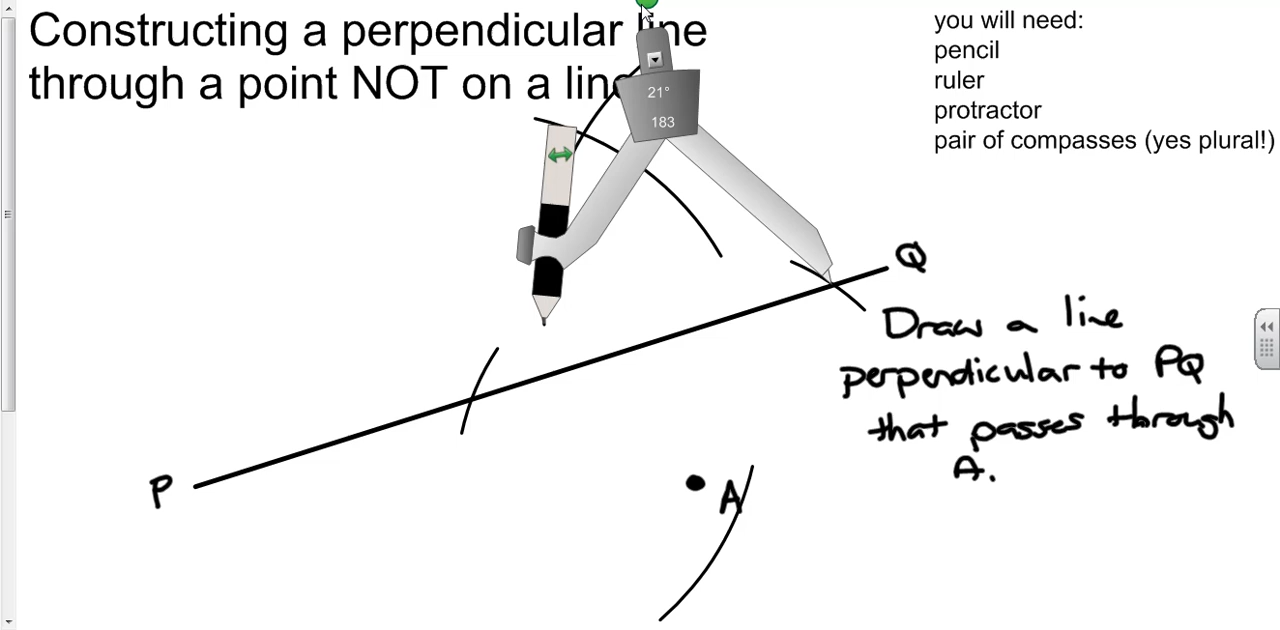 Constructing a perpendicular line
through a point NOT on a line
you will need:
pencil
ruler
protractor
pair of compasses (yes plural!)
21°
183
Q
Draw a line
perpendicular to PQ
that passes through
A.
P
A